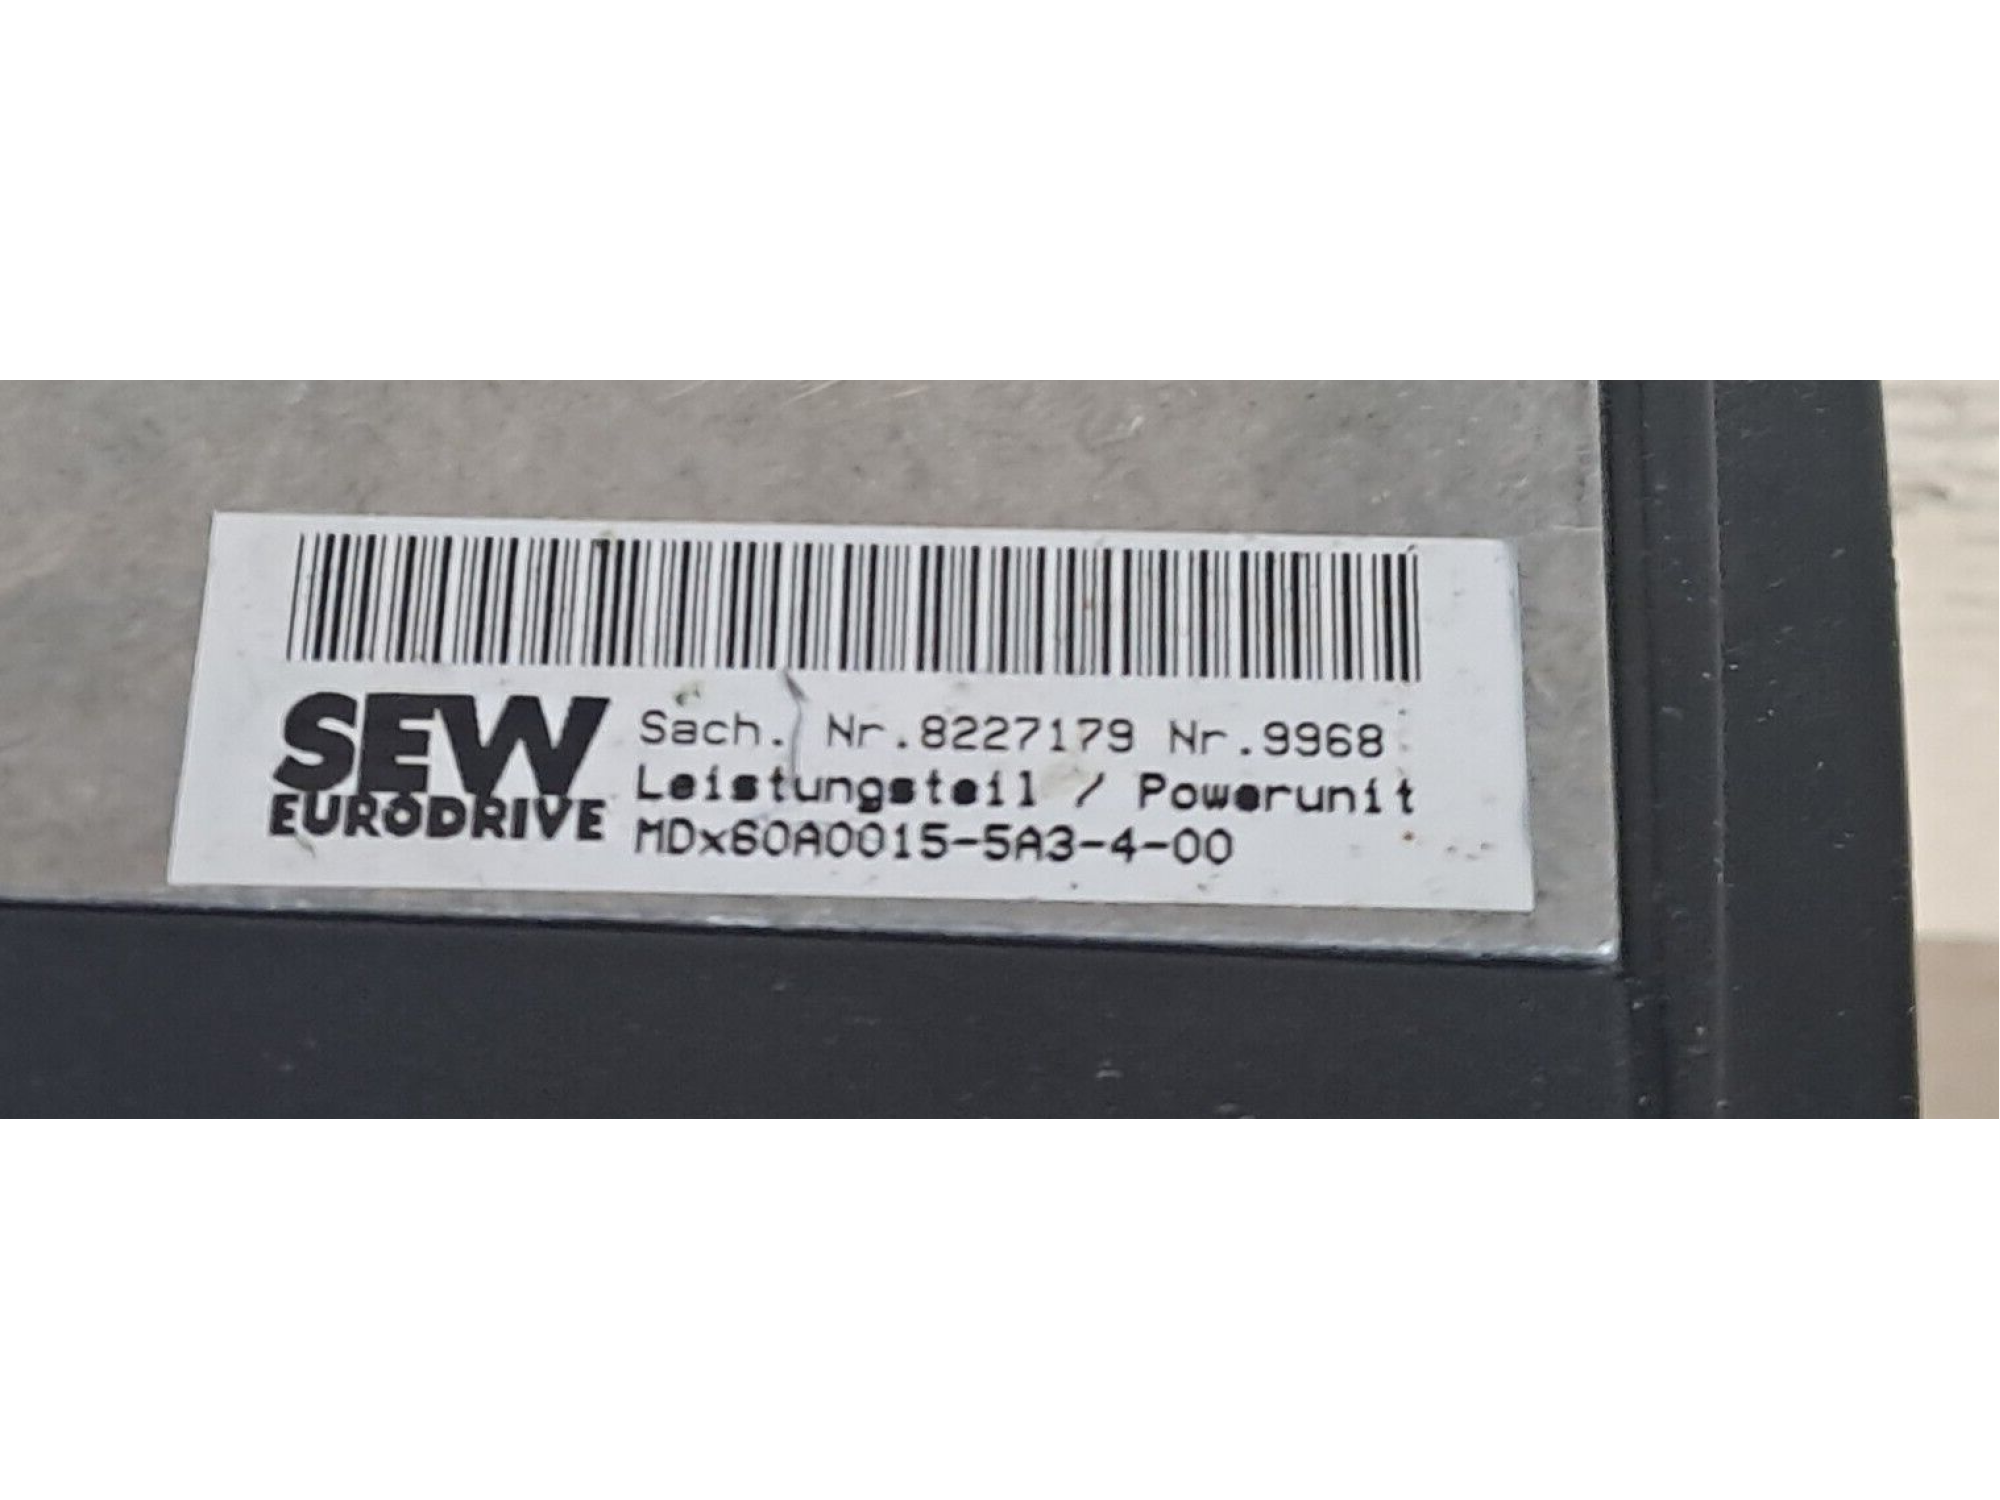 SEW
EURODRIVE
Sach. Nr.8227179 Nr.9968
Leistungsteil / Powerunit
MDx60A0015-5A3-4-00